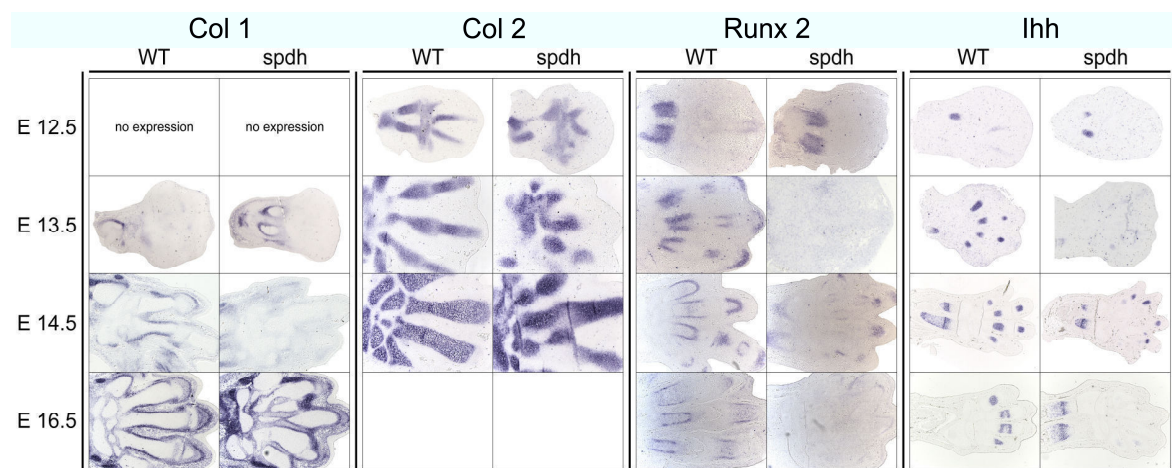 Col 1 Col 2 Runx 2 Ihh
WT spdh WT spdh WT spdh WT spdh
E 12.5 no expression no expression
E 13.5
E 14.5
E 16.5